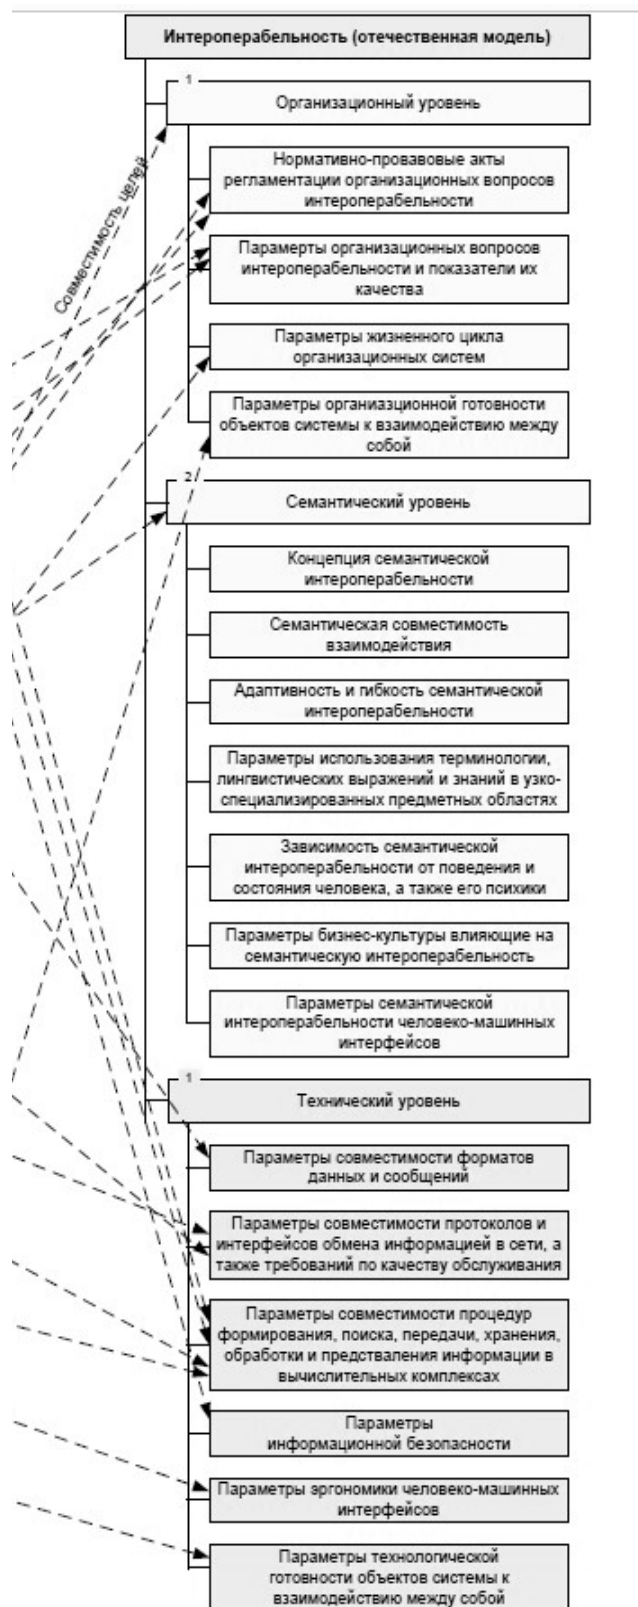 Интероперабельность (отечественная модель)
1
Организационный уровень
Совместимость целей
Нормативно-провавовые акты
регламентации организационных вопросов
интероперабельности
Парамерты организационных вопросов
интероперабельности и показатели их
качества
Параметры жизненного цикла
организационных систем
Параметры органиазционной готовности
объектов системы к взаимодействию между
собой
2
Семантический уровень
Концепция семантической
интероперабельности
Семантическая совместимость
взаимодействия
Адаптивность и гибкость семантической
интероперабельности
Параметры использования терминологии,
лингвистических выражений и знаний в узко-
специализированных предметных областях
Зависимость семантической
интероперабельности от поведения и
состояния человека, а также его психики
Параметры бизнес-культуры влияющие на
семантическую интероперабельность
Параметры семантической
интероперабельности человеко-машинных
интерфейсов
1
Технический уровень
Параметры совместимости форматов
данных и сообщений
Параметры совместимости протоколов и
интерфейсов обмена информацией в сети, а
также требований по качеству обслуживания
Параметры совместимости процедур
формирования, поиска, передачи, хранения,
обработки и предстваления информации в
вычислительных комплексах
Параметры
информационной безопасности
Параметры эргономики человеко-машинных
интерфейсов
Параметры технологической
готовности объектов системы к
взаимодействию между собой